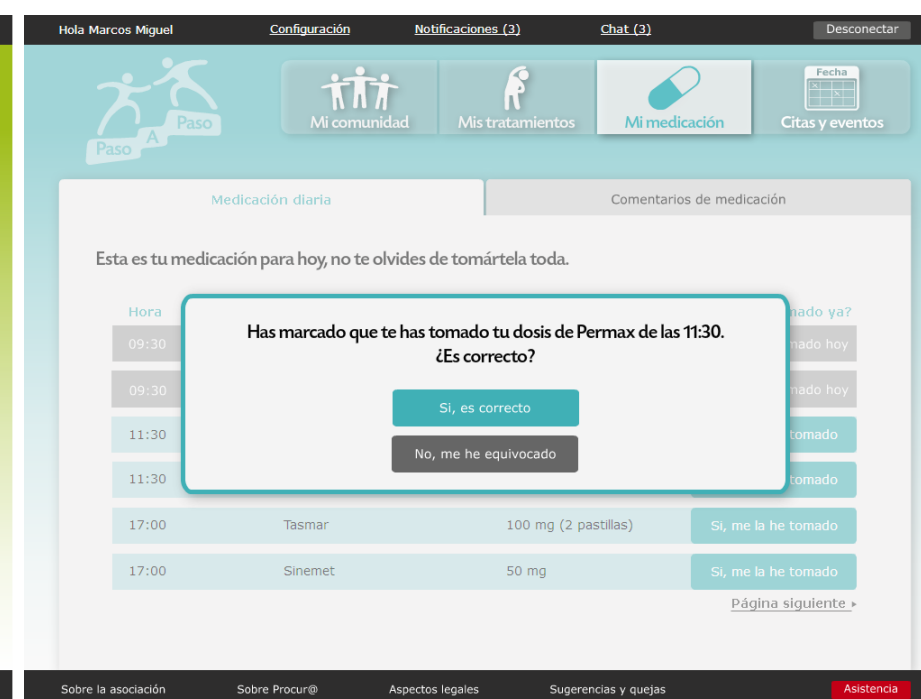 Hola Marcos Miguel Configuración Notificaciones (3) Chat (3) Desconectar
Fecha
Paso A Paso
Mi comunidad Mis tratamientos Mi medicación Citas y eventos
Medicación diaria Comentarios de medicación
Esta es tu medicación para hoy, no te olvides de tomártela toda.
Hora ya?
Has marcado que te has tomado tu dosis de Permax de las 11:30.
¿Es correcto?
09:30 hoy
Si, es correcto
09:30 hoy
11:30 tomado
No, me he equivocado
11:30 tomado
17:00 Tasmar 100 mg (2 pastillas) Si, me la he tomado
17:00 Sinemet 50 mg Si, me la he tomado
Página siguiente
Sobre la asociación Sobre Procur@ Aspectos legales Sugerencias y quejas Asistencia